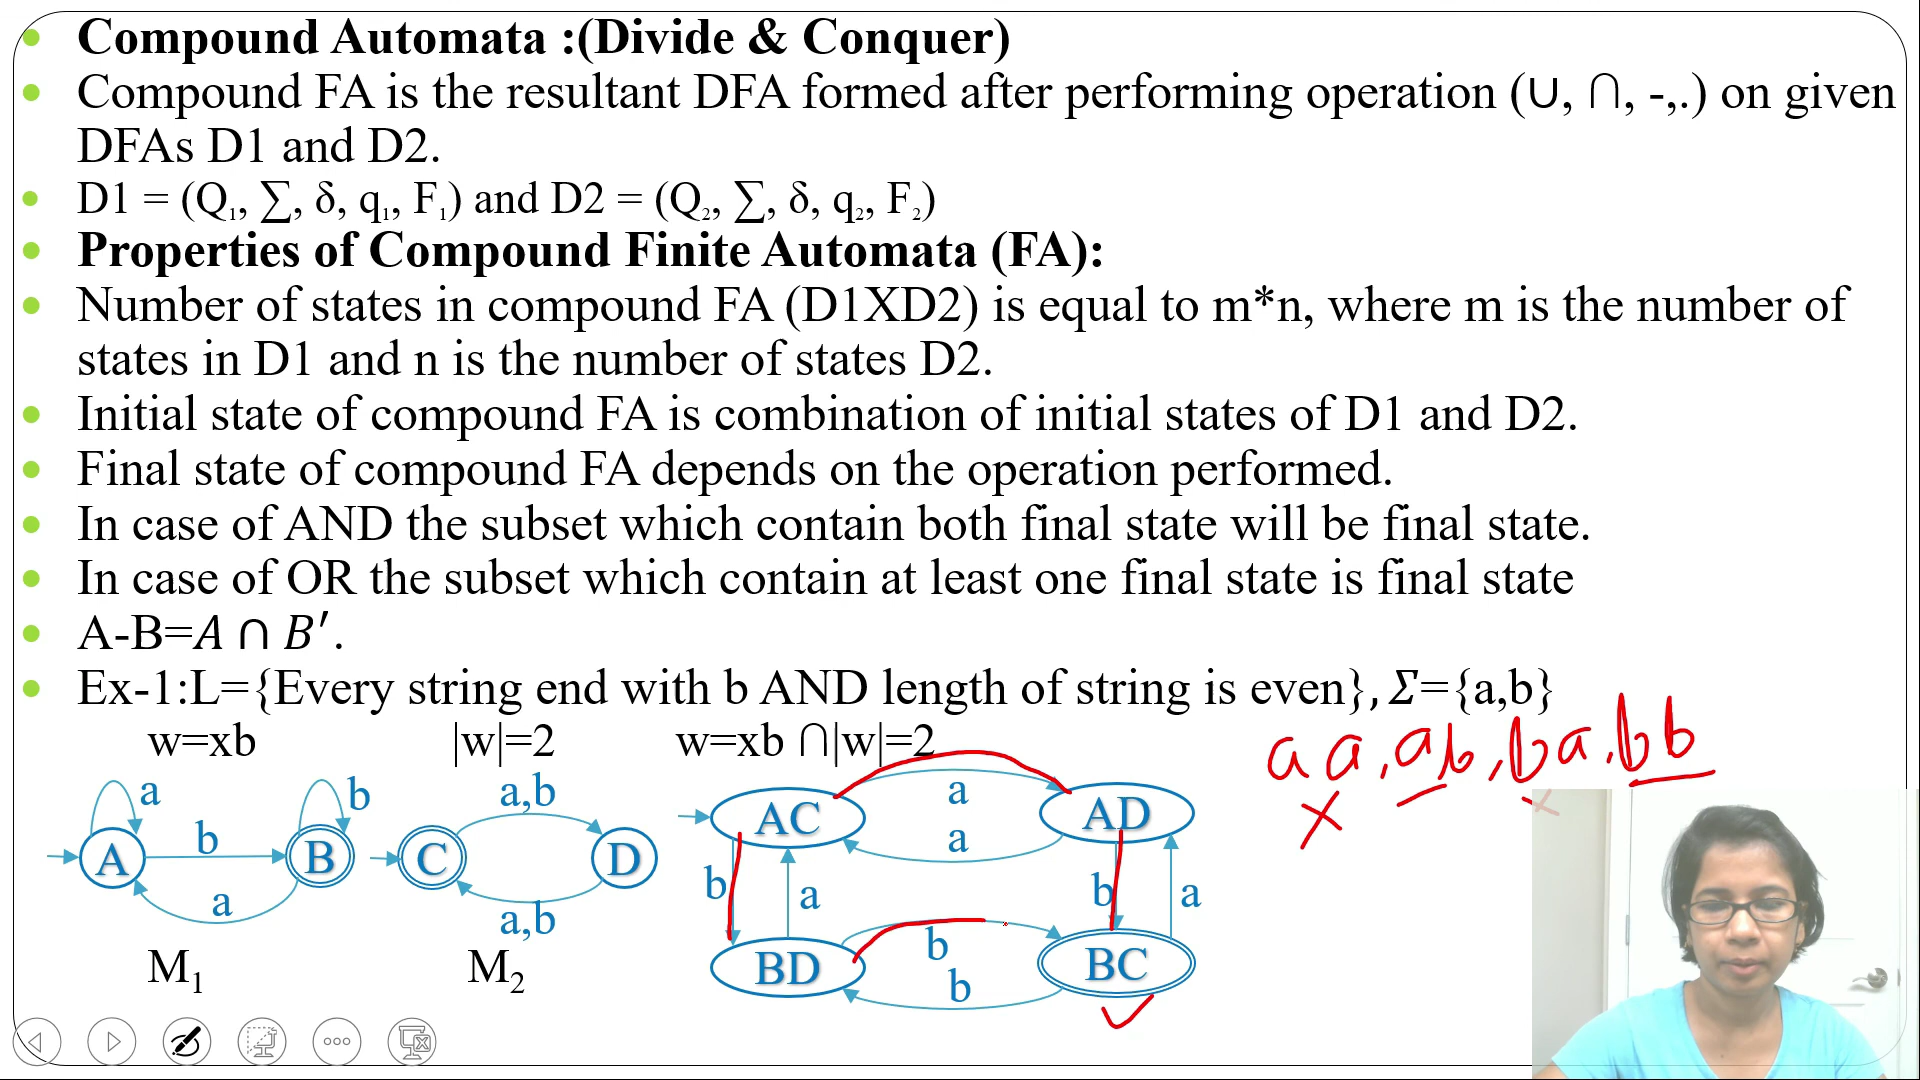 Compound Automata :(Divide & Conquer)
Compound FA is the resultant DFA formed after performing operation (∪, ∩, -,.) on given
DFAs D1 and D2.
D1 = (Q₁, ∑, δ, q₁, F₁) and D2 = (Q₂, ∑, δ, q₂, F₂)
Properties of Compound Finite Automata (FA):
Number of states in compound FA (D1XD2) is equal to m*n, where m is the number of
states in D1 and n is the number of states D2.
Initial state of compound FA is combination of initial states of D1 and D2.
Final state of compound FA depends on the operation performed.
In case of AND the subset which contain both final state will be final state.
In case of OR the subset which contain at least one final state is final state
A-B=A ∩ B′.
Ex-1:L={Every string end with b AND length of string is even}, Σ={a,b}
w=xb |w|=2 w=xb ∩|w|=2
aa, ab, ba, bb
a b a,b a
AC AD
b a
A B C D
a a,b b a b a
b
BD BC
b
M₁ M₂